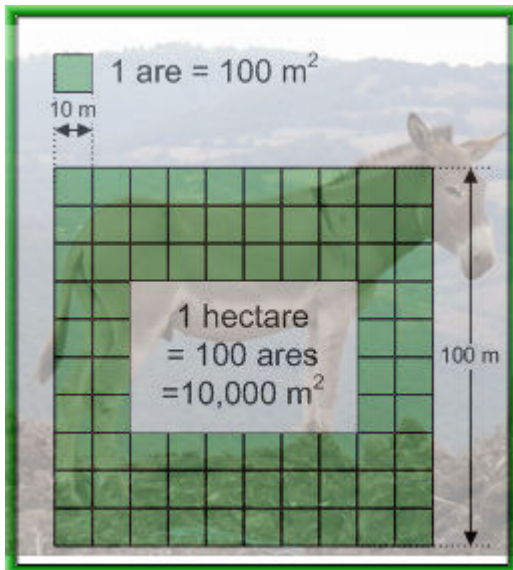 1 are = 100 m²
10 m
1 hectare
= 100 ares
=10,000 m²
100 m